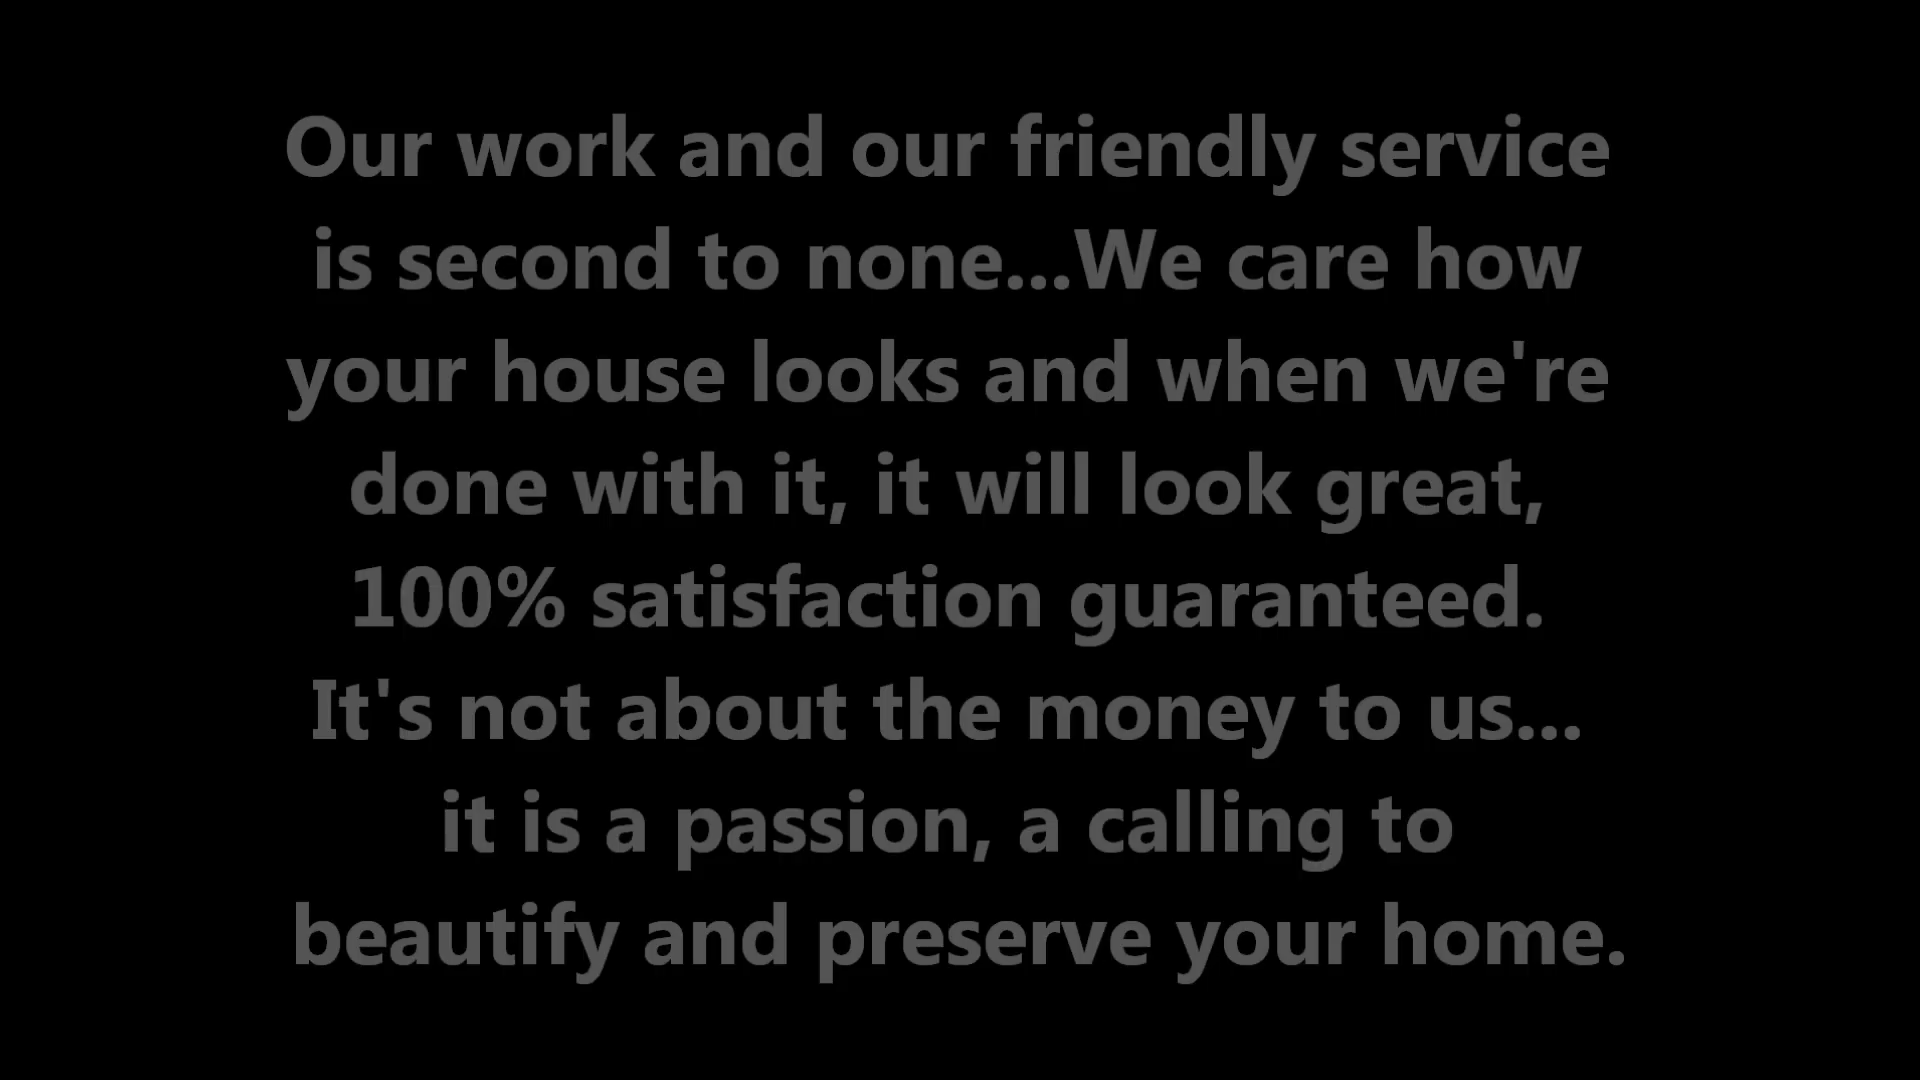 Our work and our friendly service
is second to none...We care how
your house looks and when we're
done with it, it will look great,
100% satisfaction guaranteed.
It's not about the money to us...
it is a passion, a calling to
beautify and preserve your home.